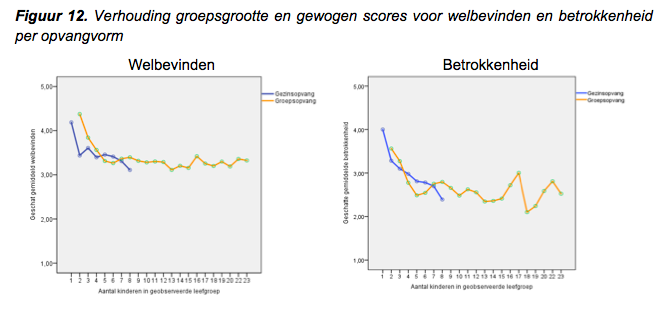 Figuur 12. Verhouding groepsgrootte en gewogen scores voor welbevinden en betrokkenheid
per opvangvorm
Welbevinden
Gezinsopvang
Groepsopvang
5,00
4,00
3,00
2,00
1,00
Geschat gemiddeld welbevinden
1 2 3 4 5 6 7 8 9 10 11 12 13 14 15 16 17 18 19 20 21 22 23
Aantal kinderen in geobserveerde leefgroep
Betrokkenheid
Gezinsopvang
Groepsopvang
5,00
4,00
3,00
2,00
1,00
Geschatte gemiddelde betrokkenheid
1 2 3 4 5 6 7 8 9 10 11 12 13 14 15 16 17 18 19 20 21 22 23
Aantal kinderen in geobserveerde leefgroep